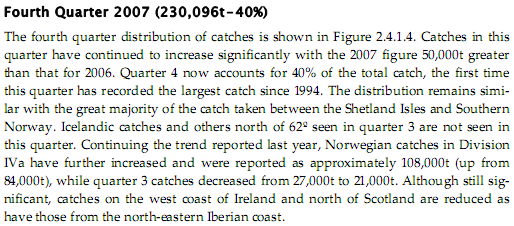 Fourth Quarter 2007 (230,096t–40%)
The fourth quarter distribution of catches is shown in Figure 2.4.1.4. Catches in this
quarter have continued to increase significantly with the 2007 figure 50,000t greater
than that for 2006. Quarter 4 now accounts for 40% of the total catch, the first time
this quarter has recorded the largest catch since 1994. The distribution remains simi-
lar with the great majority of the catch taken between the Shetland Isles and Southern
Norway. Icelandic catches and others north of 62º seen in quarter 3 are not seen in
this quarter. Continuing the trend reported last year, Norwegian catches in Division
IVa have further increased and were reported as approximately 108,000t (up from
84,000t), while quarter 3 catches decreased from 27,000t to 21,000t. Although still sig-
nificant, catches on the west coast of Ireland and north of Scotland are reduced as
have those from the north-eastern Iberian coast.